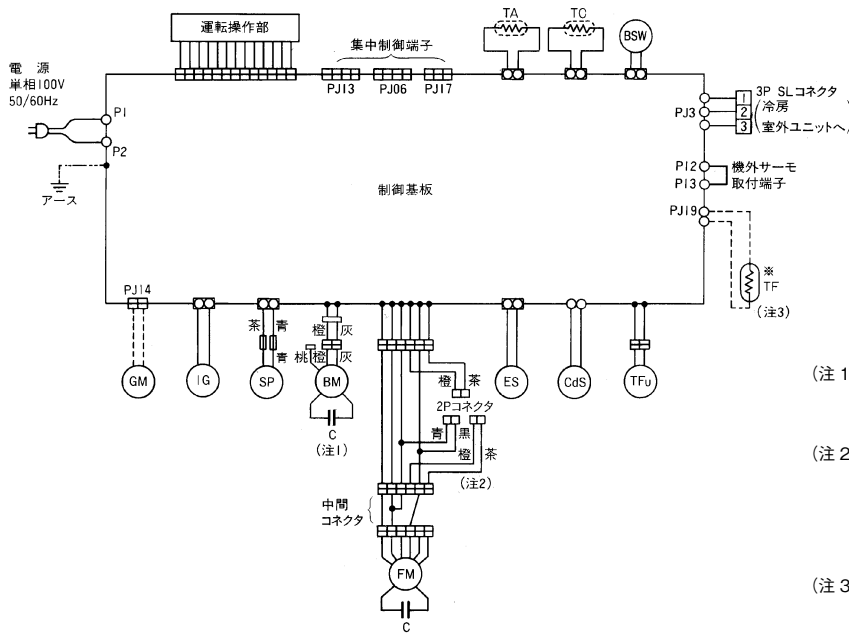 運転操作部
集中制御端子
PJ13
PJ06
PJ17
TA
TC
BSW
電源
単相100V
50/60Hz
P1
P2
アース
制御基板
PJ3
1
2
3
3P SLコネクタ
冷房
室外ユニットへ
P12
P13
機外サーモ
取付端子
PJ19
※
TF
(注3)
PJ14
茶
青
青
橙
灰
桃
橙
灰
GM
IG
SP
BM
C
(注1)
橙
茶
2Pコネクタ
青
黒
橙
茶
(注2)
ES
CdS
TFu
中間
コネクタ
FM
C
(注1
(注2
(注3